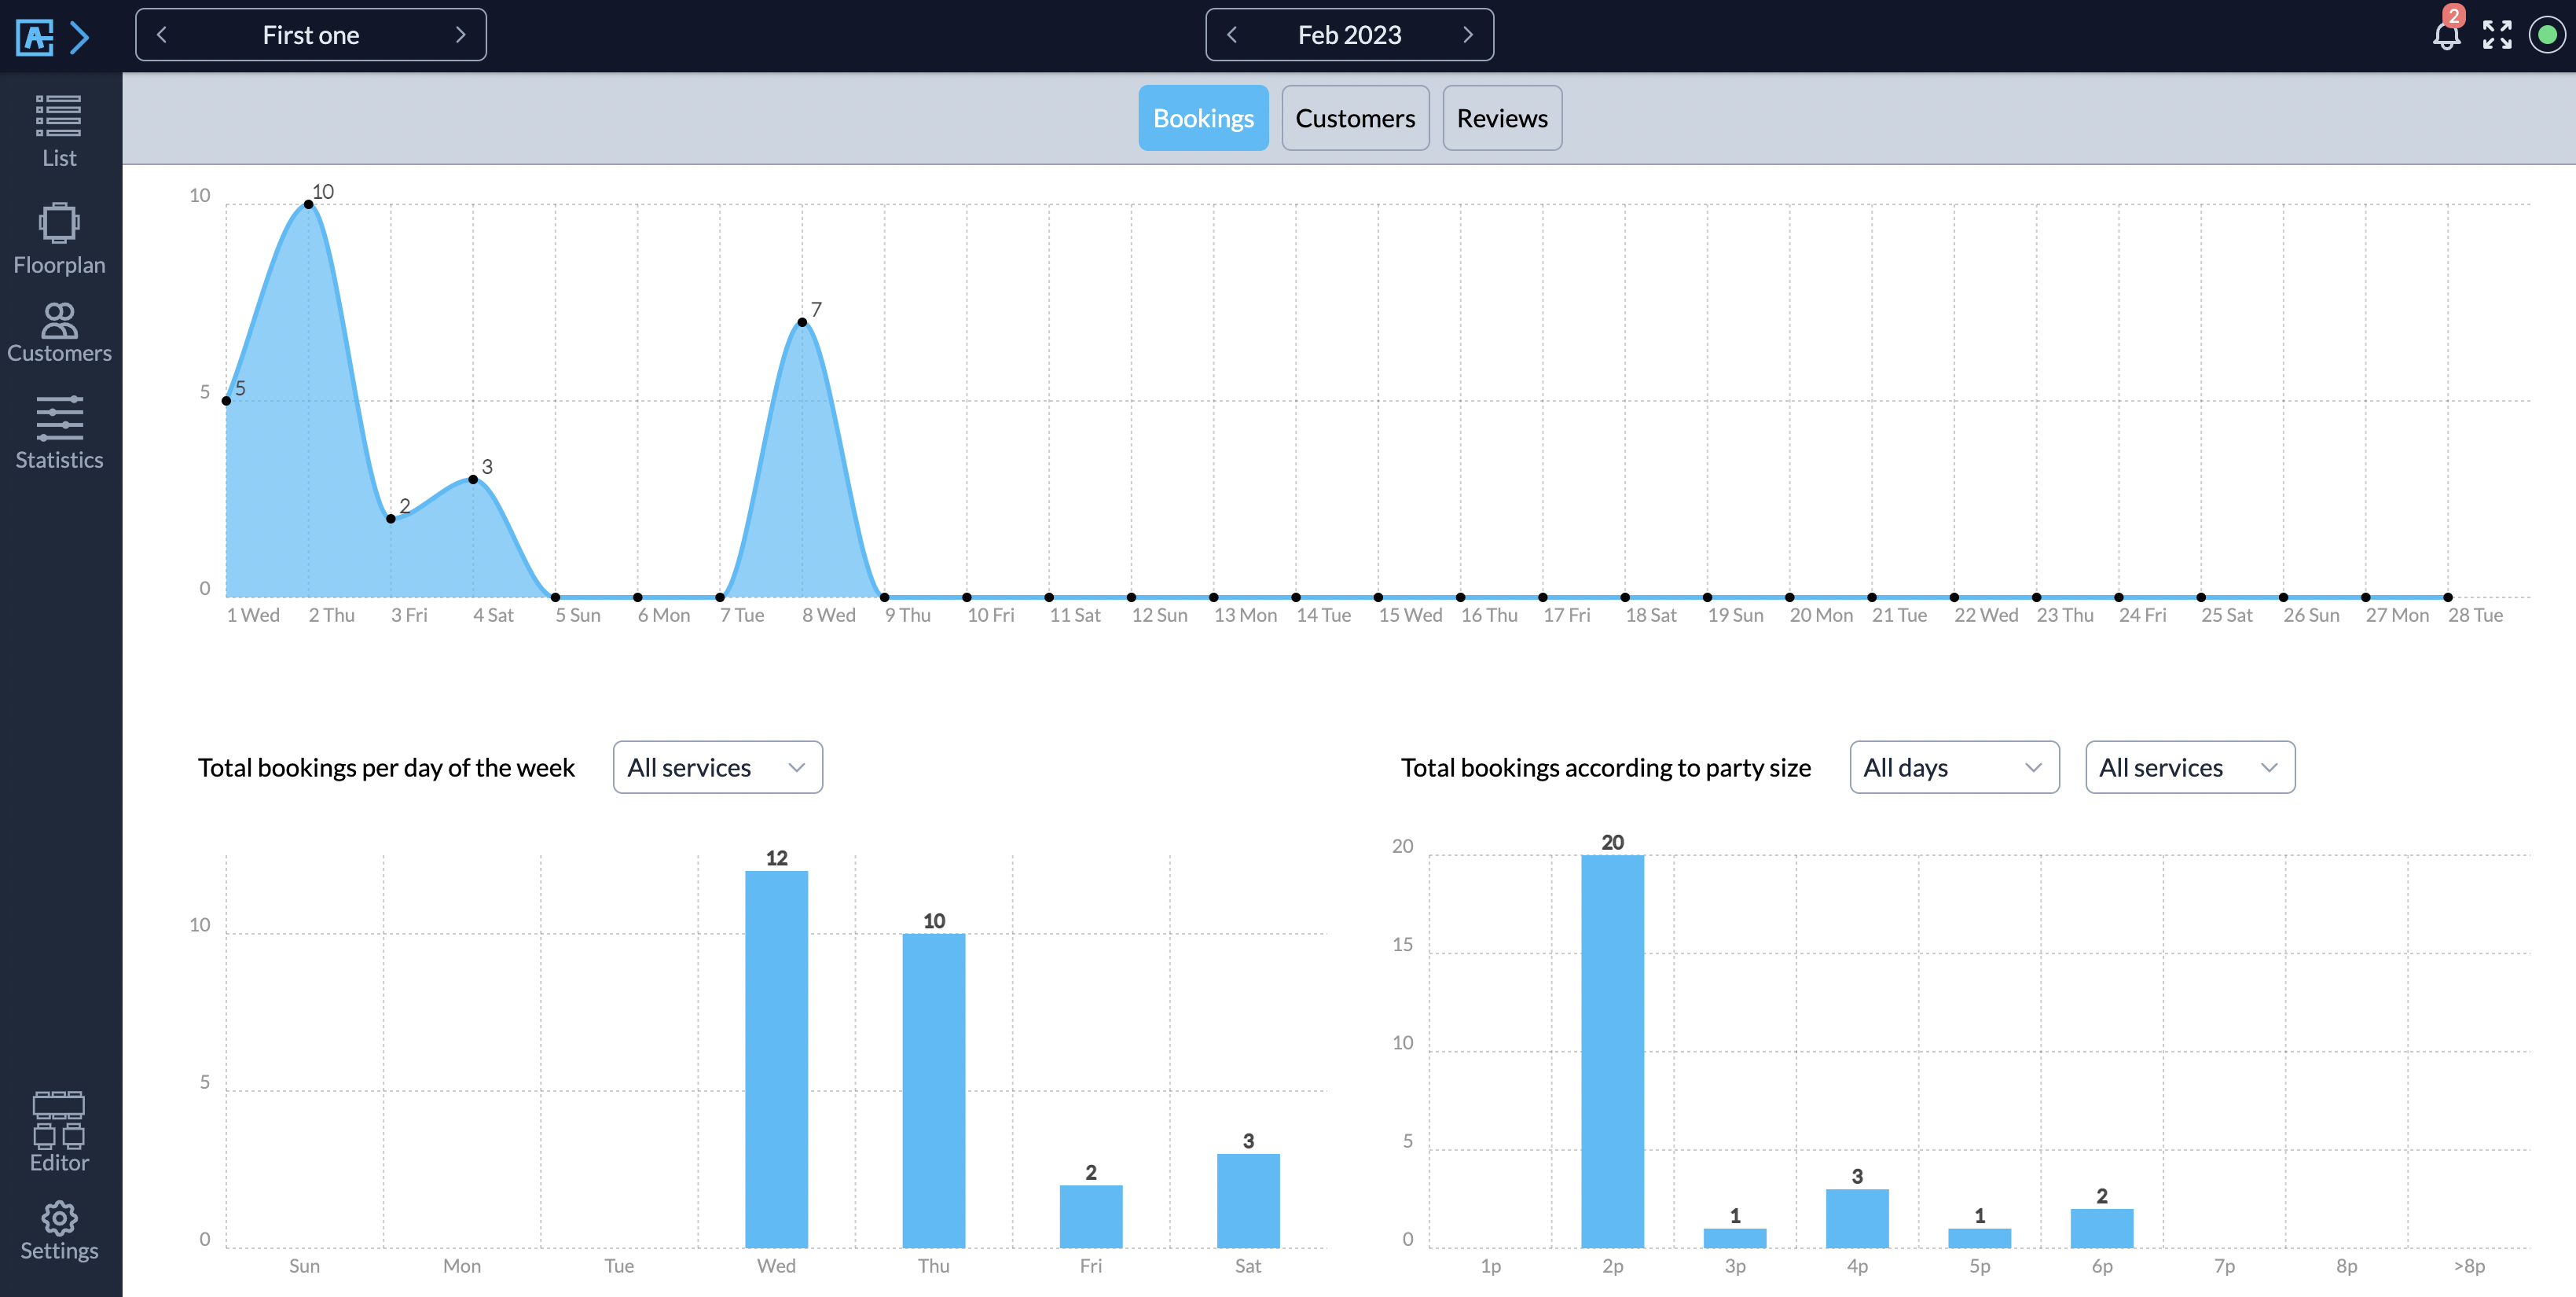 First one
Feb 2023
2
Bookings
Customers
Reviews
List
Floorplan
Customers
Statistics
Editor
Settings
10
5
0
5
10
2
3
7
1 Wed 2 Thu 3 Fri 4 Sat 5 Sun 6 Mon 7 Tue 8 Wed 9 Thu 10 Fri 11 Sat 12 Sun 13 Mon 14 Tue 15 Wed 16 Thu 17 Fri 18 Sat 19 Sun 20 Mon 21 Tue 22 Wed 23 Thu 24 Fri 25 Sat 26 Sun 27 Mon 28 Tue
Total bookings per day of the week
All services
10
5
0
12
10
2
3
Sun Mon Tue Wed Thu Fri Sat
Total bookings according to party size
All days
All services
20
15
10
5
0
20
1
3
1
2
1p 2p 3p 4p 5p 6p 7p 8p >8p